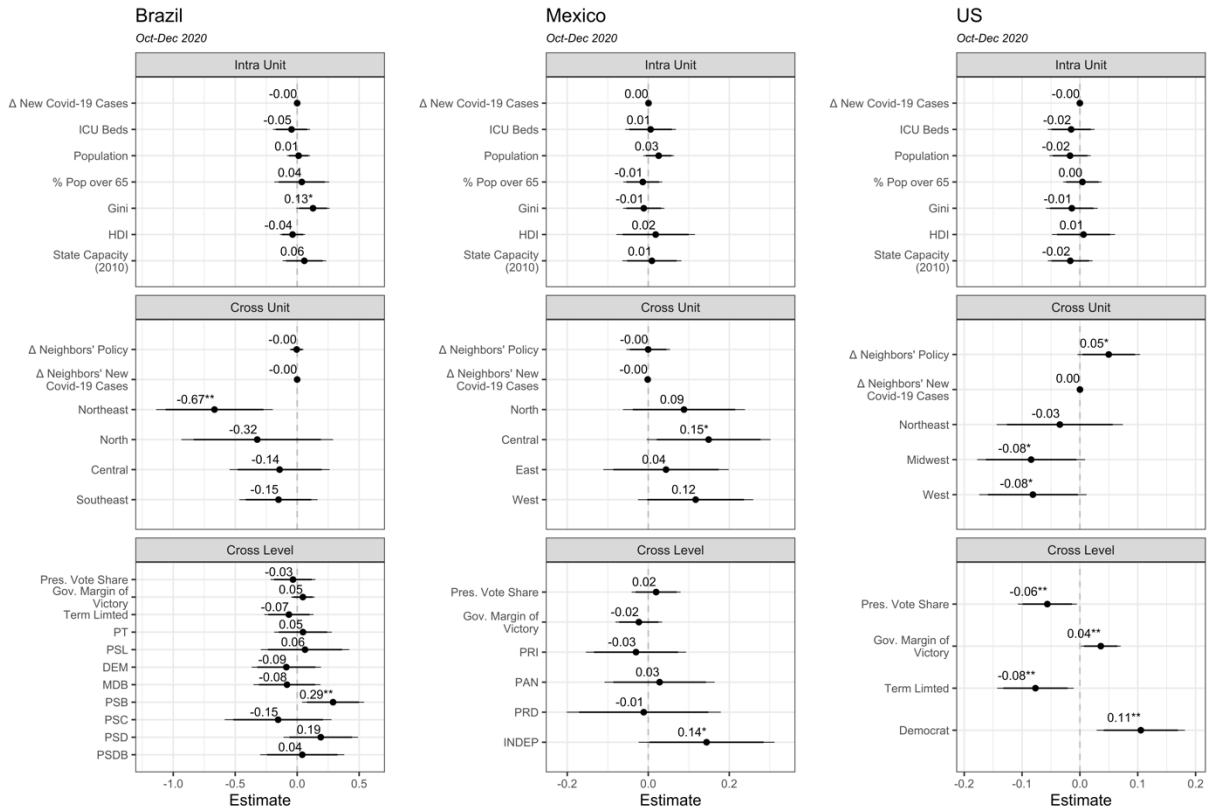 Brazil
Oct-Dec 2020
Intra Unit
Δ New Covid-19 Cases
-0.00
ICU Beds
-0.05
Population
0.01
% Pop over 65
0.04
Gini
0.13*
HDI
-0.04
State Capacity
(2010)
0.06
Cross Unit
Δ Neighbors' Policy
-0.00
Δ Neighbors' New
Covid-19 Cases
-0.00
Northeast
-0.67**
North
-0.32
Central
-0.14
Southeast
-0.15
Cross Level
Pres. Vote Share
-0.03
Gov. Margin of
Victory
0.05
Term Limted
-0.07
PT
0.05
PSL
0.06
DEM
-0.09
MDB
-0.08
PSB
0.29**
PSC
-0.15
PSD
0.19
PSDB
0.04
-1.0
-0.5
0.0
0.5
Estimate
Mexico
Oct-Dec 2020
Intra Unit
Δ New Covid-19 Cases
0.00
ICU Beds
0.01
Population
0.03
% Pop over 65
-0.01
Gini
-0.01
HDI
0.02
State Capacity
(2010)
0.01
Cross Unit
Δ Neighbors' Policy
-0.00
Δ Neighbors' New
Covid-19 Cases
-0.00
North
0.09
Central
0.15*
East
0.04
West
0.12
Cross Level
Pres. Vote Share
0.02
Gov. Margin of
Victory
-0.02
PRI
-0.03
PAN
0.03
PRD
-0.01
INDEP
0.14*
-0.2
0.0
0.2
Estimate
US
Oct-Dec 2020
Intra Unit
Δ New Covid-19 Cases
-0.00
ICU Beds
-0.02
Population
-0.02
% Pop over 65
0.00
Gini
-0.01
HDI
0.01
State Capacity
(2010)
-0.02
Cross Unit
Δ Neighbors' Policy
0.05*
Δ Neighbors' New
Covid-19 Cases
0.00
Northeast
-0.03
Midwest
-0.08*
West
-0.08*
Cross Level
Pres. Vote Share
-0.06**
Gov. Margin of
Victory
0.04**
Term Limted
-0.08**
Democrat
0.11**
-0.2
-0.1
0.0
0.1
0.2
Estimate